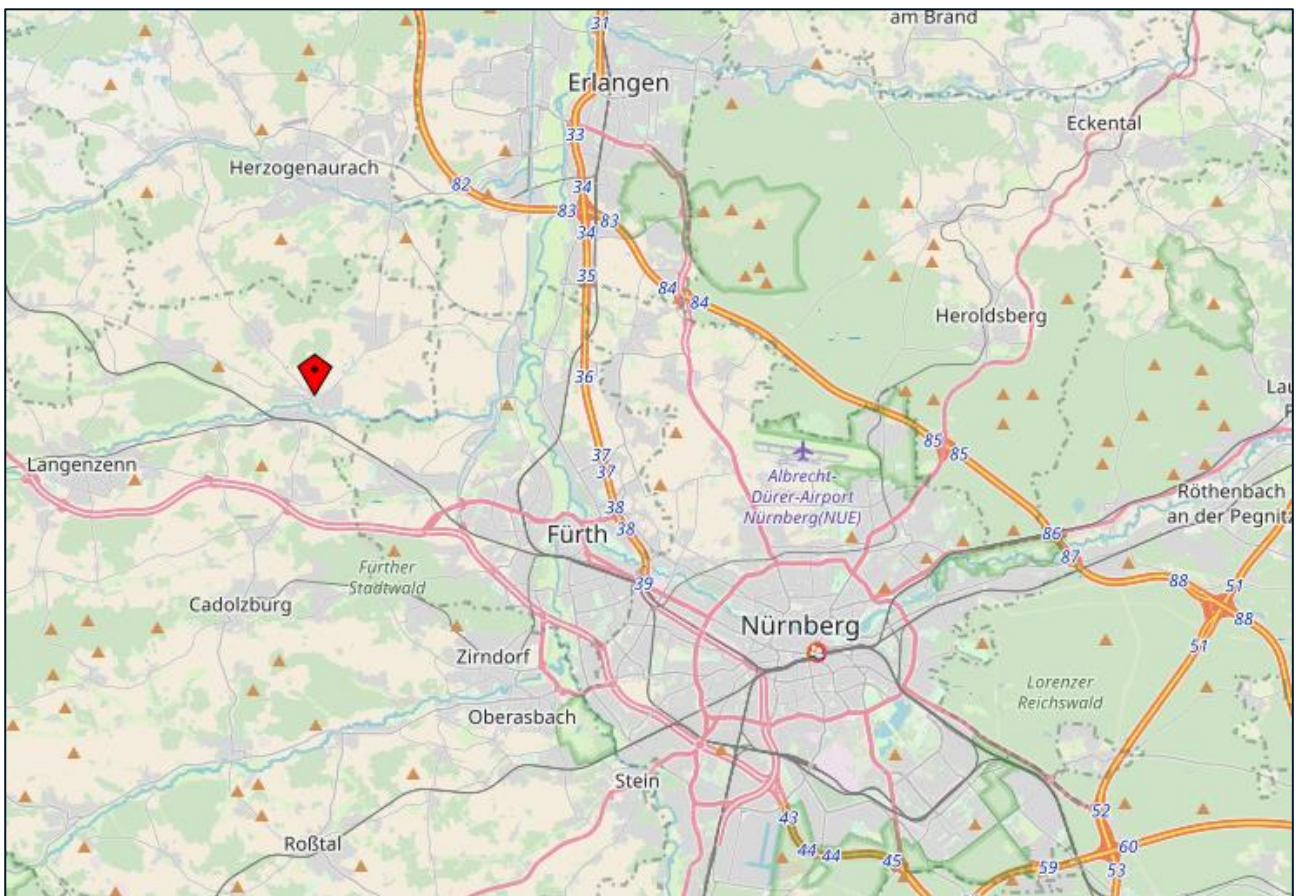 31
am Brand
Erlangen
Eckental
33
Herzogenaurach
82
34
83
83
34
35
84
84
Heroldsberg
36
Lau
85
85
37
37
Langenzenn
Albrecht-
Dürer-Airport
Nürnberg(NUE)
Röthenbach
an der Pegnitz
38
38
Fürth
86
87
Fürther
Stadtwald
39
88
51
88
Cadolzburg
Nürnberg
51
Zirndorf
Lorenzer
Reichswald
Oberasbach
Stein
43
52
Roßtal
44
44
45
59
60
53